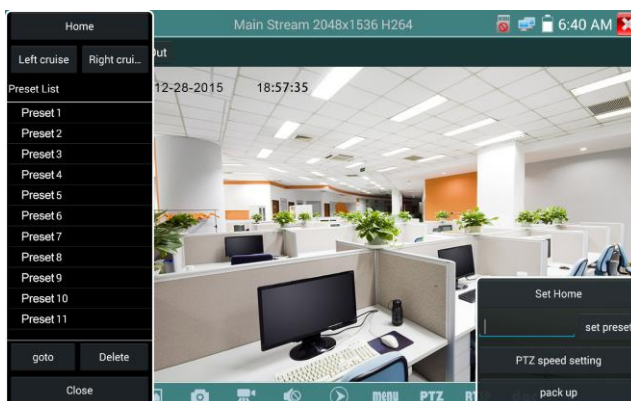 Home
Main Stream 2048x1536 H264
6:40 AM
Left cruise
Right crui...
Out
Preset List
12-28-2015 18:57:35
Preset 1
Preset 2
Preset 3
Preset 4
Preset 5
Preset 6
Preset 7
Preset 8
Preset 9
Preset 10
Preset 11
Set Home
set preset
goto
Delete
PTZ speed setting
Close
menu
PTZ
pack up